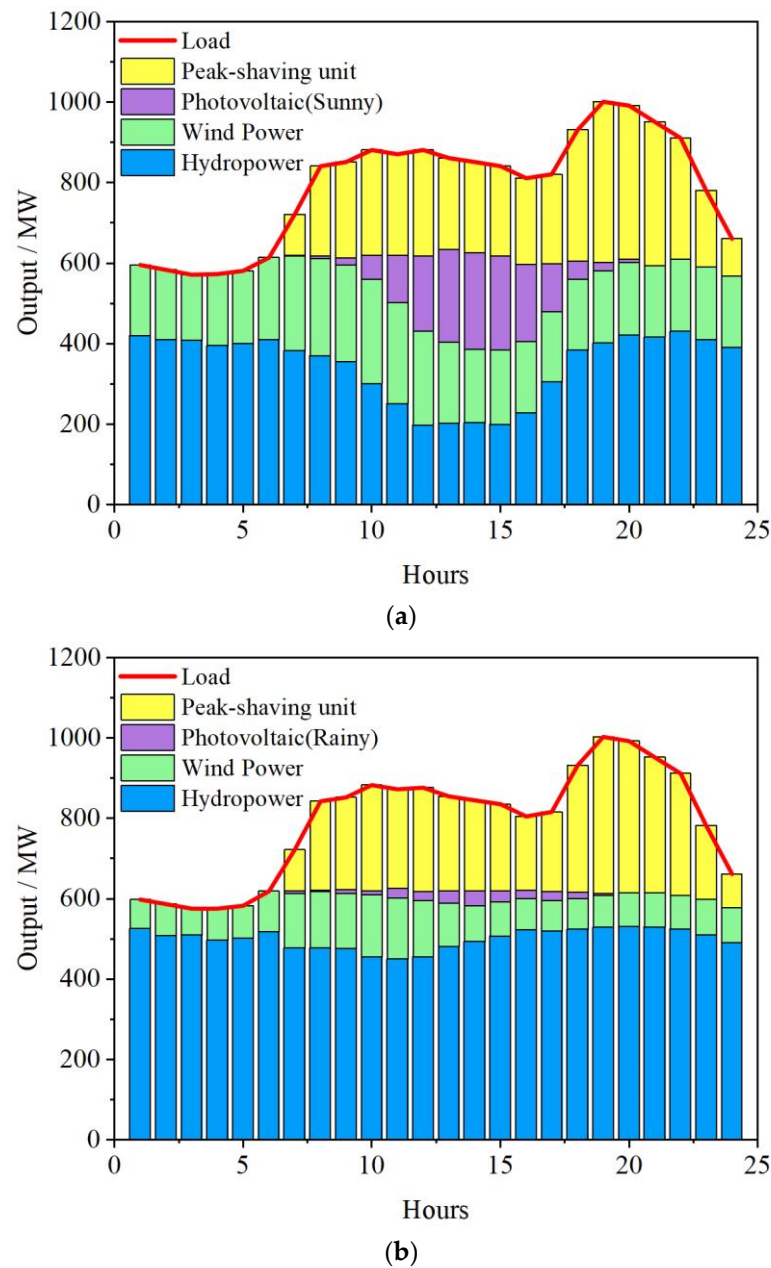 1200
Load
Peak-shaving unit
1000
Photovoltaic(Sunny)
Wind Power
800
Hydropower
Output / MW
600
400
200
0
0 5 10 15 20 25
Hours
(a)
1200
Load
Peak-shaving unit
1000
Photovoltaic(Rainy)
Wind Power
800
Hydropower
Output / MW
600
400
200
0
0 5 10 15 20 25
Hours
(b)